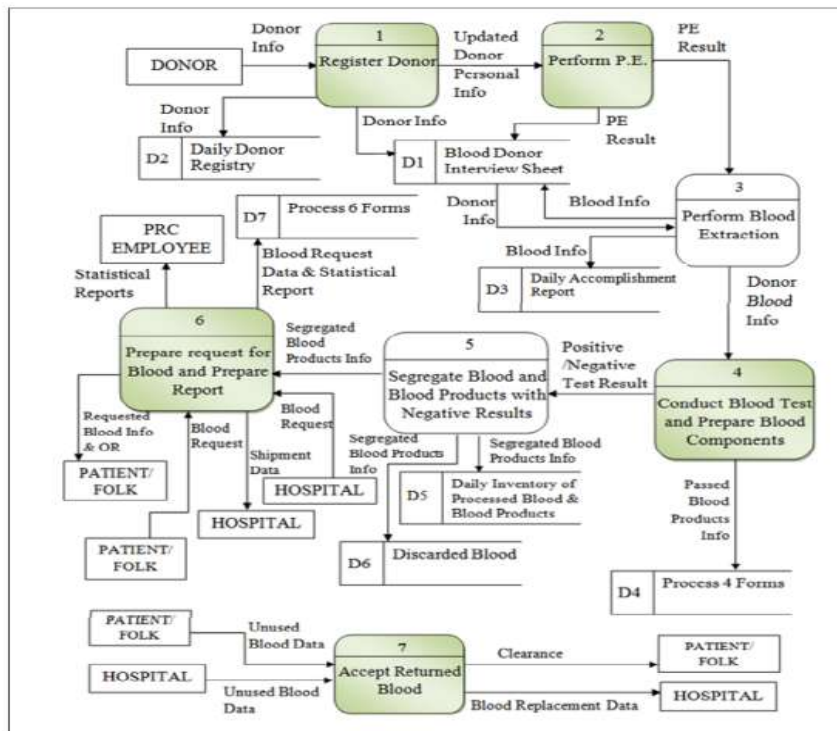 Donor
Info
1
Register Donor
Updated
Donor
Personal
Info
2
Perform P.E.
PE
Result
DONOR
Donor
Info
Donor Info
PE
Result
D2
Daily Donor
Registry
D1
Blood Donor
Interview Sheet
D7
Process 6 Forms
Donor
Info
Blood Info
3
Perform Blood
Extraction
PRC
EMPLOYEE
Blood Info
Statistical
Reports
Blood Request
Data & Statistical
Report
D3
Daily Accomplishment
Report
Donor
Blood
Info
6
Prepare request for
Blood and Prepare
Report
Segregated
Blood
Products Info
5
Segregate Blood and
Blood Products with
Negative Results
Positive
/Negative
Test Result
4
Conduct Blood Test
and Prepare Blood
Components
Requested
Blood Info
& OR
Blood
Request
Shipment
Data
Blood
Request
Segregated
Blood Products
Info
Segregated Blood
Products Info
PATIENT/
FOLK
HOSPITAL
D5
Daily Inventory of
Processed Blood &
Blood Products
Passed
Blood
Products
Info
HOSPITAL
PATIENT/
FOLK
D6
Discarded Blood
D4
Process 4 Forms
PATIENT/
FOLK
Unused
Blood Data
7
Accept Returned
Blood
Clearance
PATIENT/
FOLK
HOSPITAL
Unused Blood
Data
Blood Replacement Data
HOSPITAL